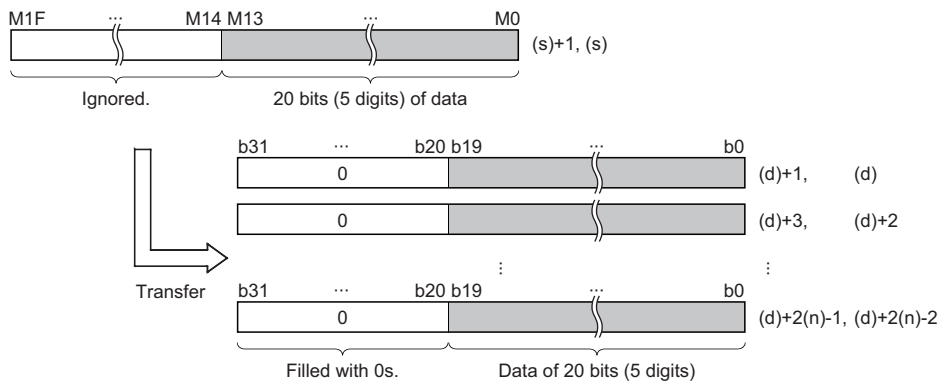 M1F ... M14 M13 ... M0
(s)+1, (s)
Ignored. 20 bits (5 digits) of data
b31 ... b20 b19 ... b0
0 (d)+1, (d)
0 (d)+3, (d)+2
⋮ ⋮
Transfer
b31 ... b20 b19 ... b0
0 (d)+2(n)-1, (d)+2(n)-2
Filled with 0s. Data of 20 bits (5 digits)